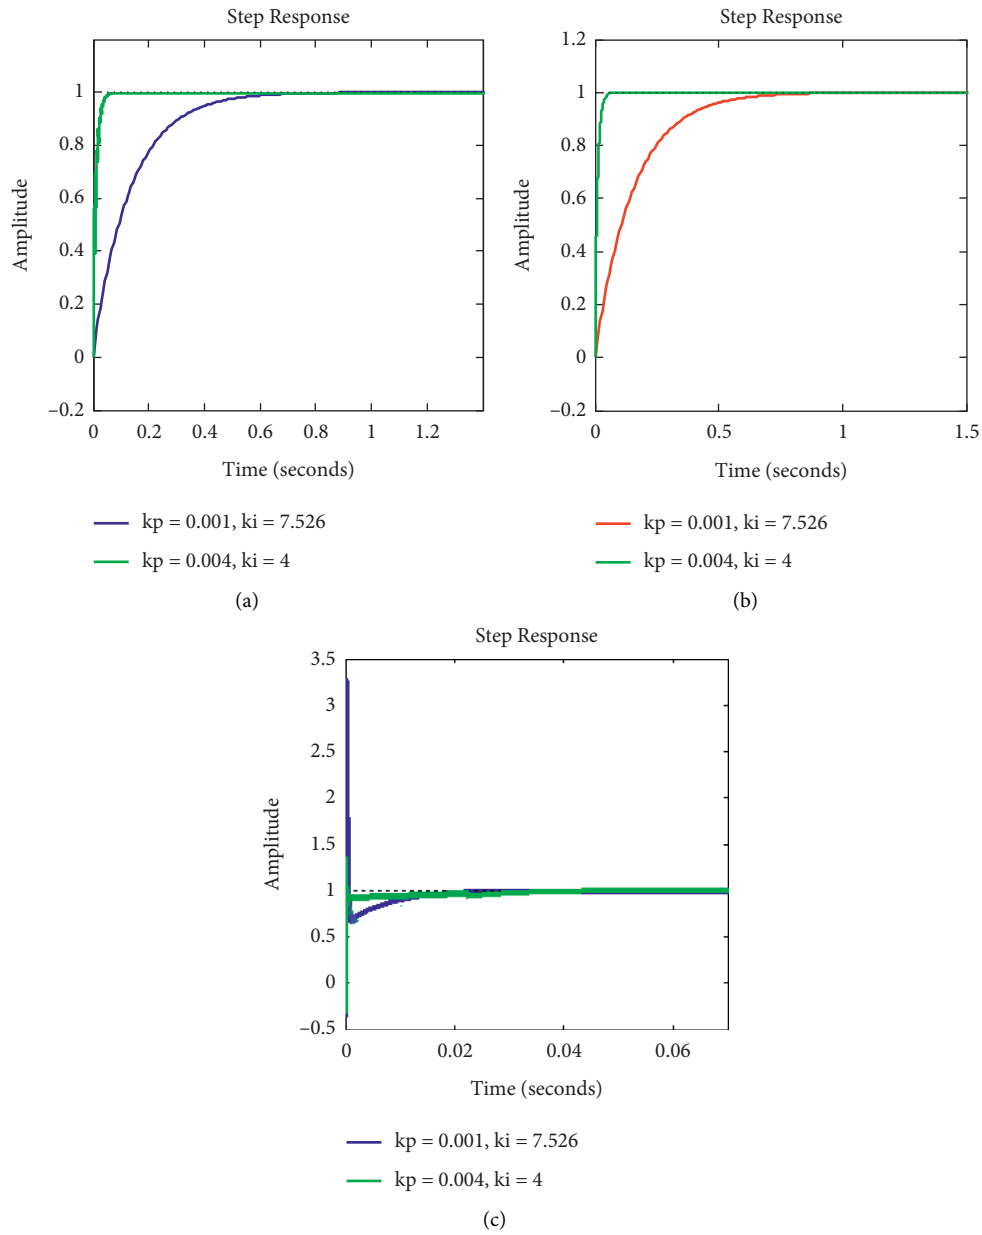 Step Response
1
0.8
0.6
0.4
0.2
0
−0.2
Amplitude
0 0.2 0.4 0.6 0.8 1 1.2
Time (seconds)
kp = 0.001, ki = 7.526
kp = 0.004, ki = 4
(a)
Step Response
1.2
1
0.8
0.6
0.4
0.2
0
−0.2
Amplitude
0 0.5 1 1.5
Time (seconds)
kp = 0.001, ki = 7.526
kp = 0.004, ki = 4
(b)
Step Response
3.5
3
2.5
2
1.5
1
0.5
0
−0.5
Amplitude
0 0.02 0.04 0.06
Time (seconds)
kp = 0.001, ki = 7.526
kp = 0.004, ki = 4
(c)